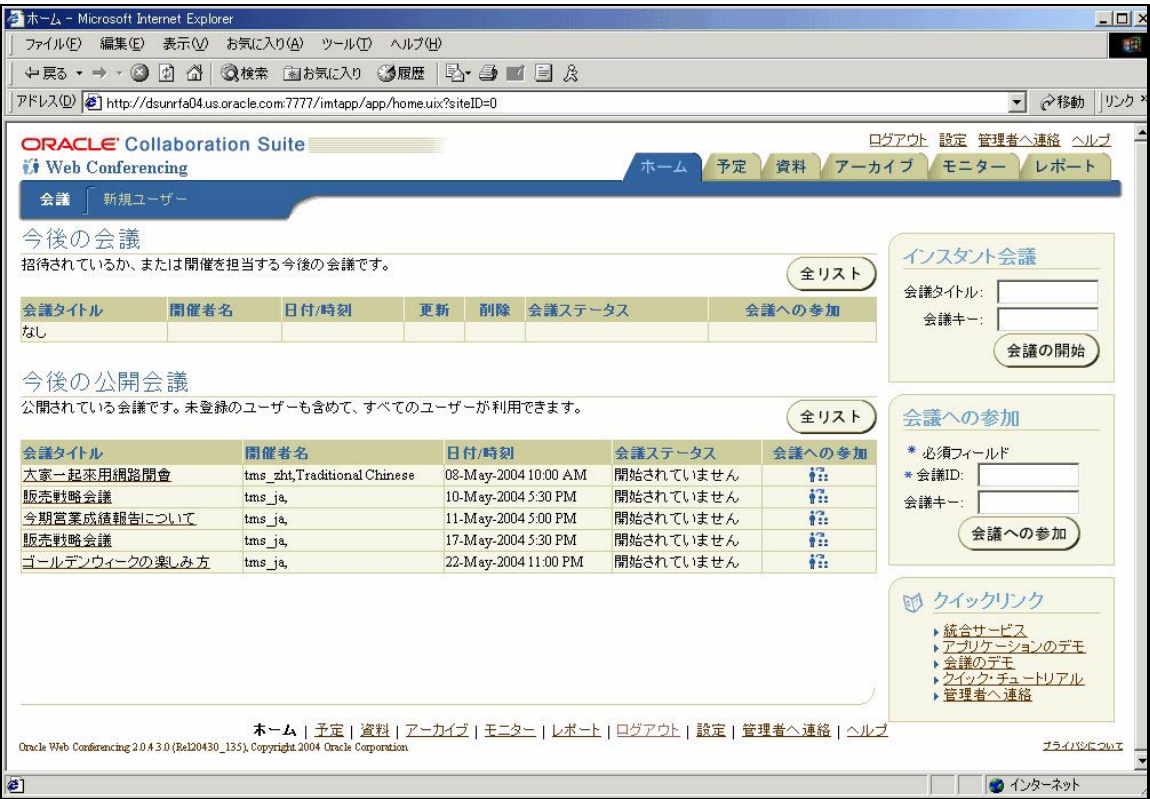 ホーム - Microsoft Internet Explorer
ファイル(F) 編集(E) 表示(V) お気に入り(A) ツール(T) ヘルプ(H)
戻る 検索 お気に入り 履歴
アドレス(D) http://dsunrfa04.us.oracle.com:7777/imtapp/app/home.uix?siteID=0 移動 リンク »
ORACLE Collaboration Suite
Web Conferencing
ログアウト 設定 管理者へ連絡 ヘルプ
ホーム 予定 資料 アーカイブ モニター レポート
会議 新規ユーザー
今後の会議
招待されているか、または開催を担当する今後の会議です。
全リスト
会議タイトル 開催者名 日付/時刻 更新 削除 会議ステータス 会議への参加
なし
今後の公開会議
公開されている会議です。未登録のユーザーも含めて、すべてのユーザーが利用できます。
全リスト
会議タイトル 開催者名 日付/時刻 会議ステータス 会議への参加
大家一起來用網路開會 tms_zht,Traditional Chinese 08-May-2004 10:00 AM 開始されていません
販売戦略会議 tms_ja, 10-May-2004 5:30 PM 開始されていません
今期営業成績報告について tms_ja, 11-May-2004 5:00 PM 開始されていません
販売戦略会議 tms_ja, 17-May-2004 5:30 PM 開始されていません
ゴールデンウィークの楽しみ方 tms_ja, 22-May-2004 11:00 PM 開始されていません
インスタント会議
会議タイトル:
会議キー:
会議の開始
会議への参加
* 必須フィールド
* 会議ID:
会議キー:
会議への参加
クイックリンク
統合サービス
アプリケーションのデモ
会議のデモ
クイック・チュートリアル
管理者へ連絡
ホーム | 予定 | 資料 | アーカイブ | モニター | レポート | ログアウト | 設定 | 管理者へ連絡 | ヘルプ
Oracle Web Conferencing 2.0.4.3.0 (Rel20430_135), Copyright 2004 Oracle Corporation
プライバシについて
インターネット